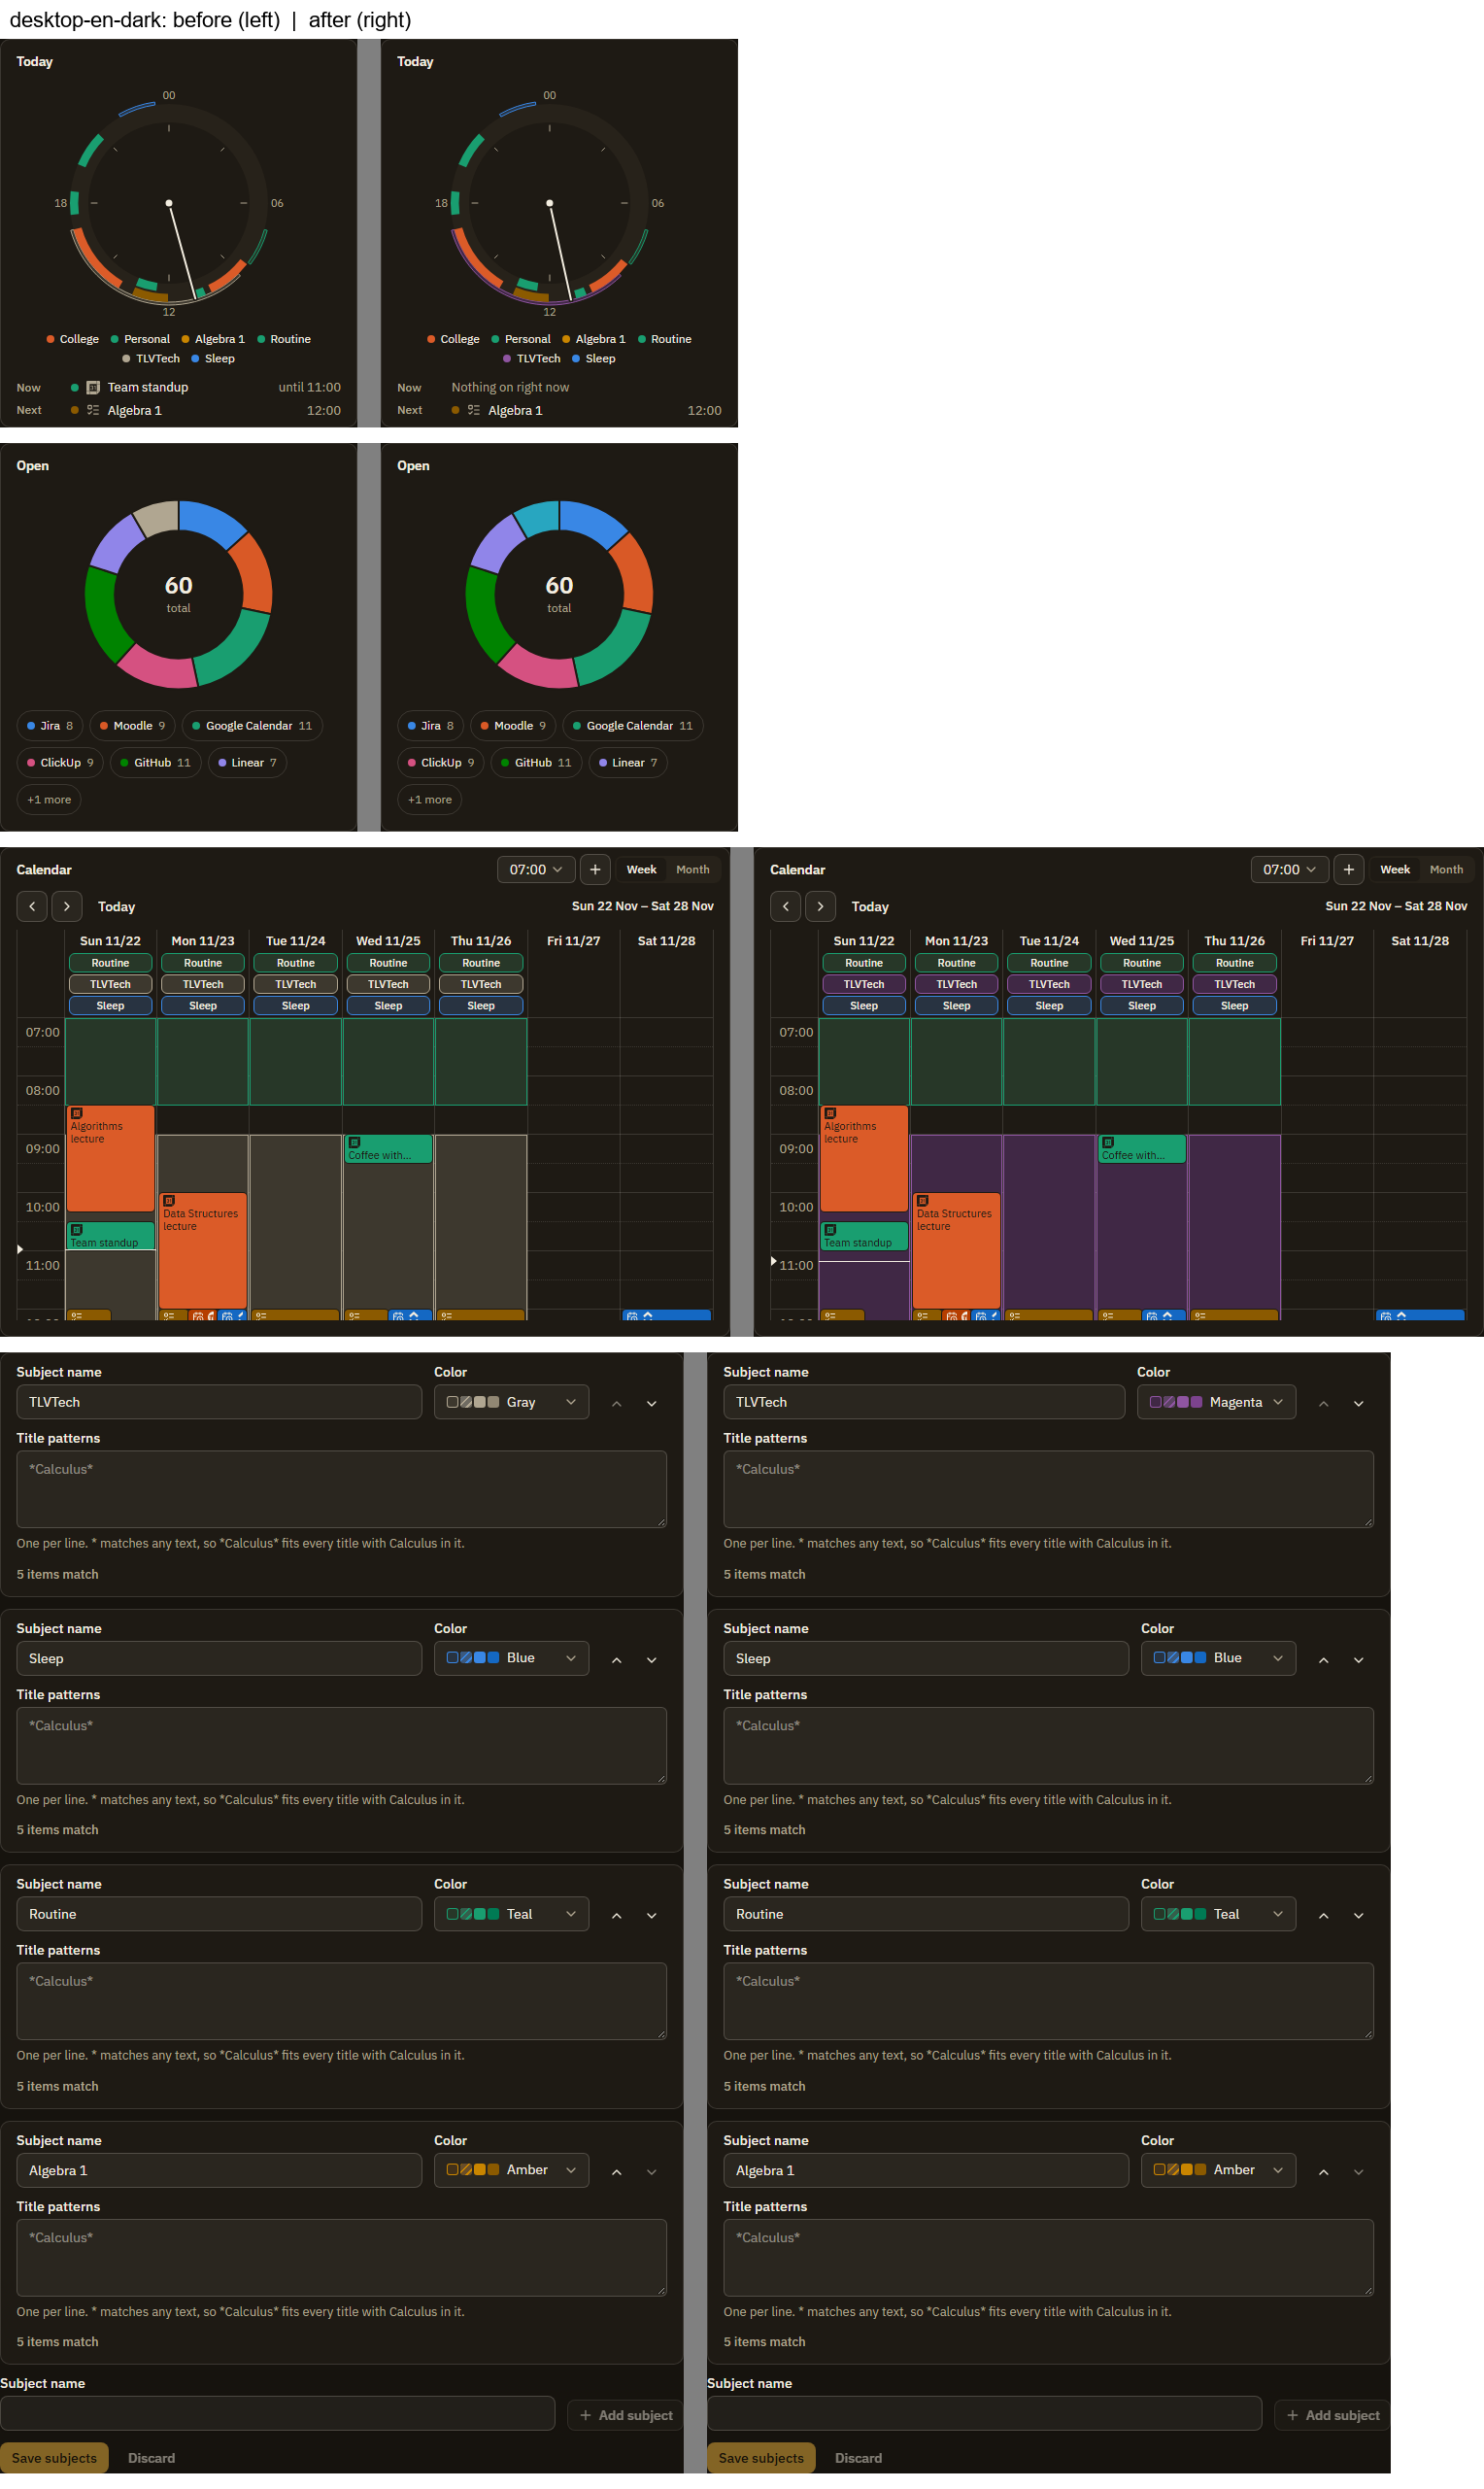 desktop-en-dark: before (left) | after (right)
Today
00
18
06
12
College Personal Algebra 1 Routine
TLVTech Sleep
Now Team standup until 11:00
Next Algebra 1 12:00
Today
00
18
06
12
College Personal Algebra 1 Routine
TLVTech Sleep
Now Nothing on right now
Next Algebra 1 12:00
Open
60
total
Jira 8 Moodle 9 Google Calendar 11
ClickUp 9 GitHub 11 Linear 7
+1 more
Open
60
total
Jira 8 Moodle 9 Google Calendar 11
ClickUp 9 GitHub 11 Linear 7
+1 more
Calendar 07:00 Week Month
Today Sun 22 Nov – Sat 28 Nov
Sun 11/22 Mon 11/23 Tue 11/24 Wed 11/25 Thu 11/26 Fri 11/27 Sat 11/28
Routine Routine Routine Routine Routine
TLVTech TLVTech TLVTech TLVTech TLVTech
Sleep Sleep Sleep Sleep Sleep
07:00
08:00
Algorithms
lecture
09:00
Coffee with...
10:00
Data Structures
lecture
Team standup
11:00
Calendar 07:00 Week Month
Today Sun 22 Nov – Sat 28 Nov
Sun 11/22 Mon 11/23 Tue 11/24 Wed 11/25 Thu 11/26 Fri 11/27 Sat 11/28
Routine Routine Routine Routine Routine
TLVTech TLVTech TLVTech TLVTech TLVTech
Sleep Sleep Sleep Sleep Sleep
07:00
08:00
Algorithms
lecture
09:00
Coffee with...
10:00
Data Structures
lecture
Team standup
11:00
Subject name Color
TLVTech Gray
Title patterns
*Calculus*
One per line. * matches any text, so *Calculus* fits every title with Calculus in it.
5 items match
Subject name Color
Sleep Blue
Title patterns
*Calculus*
One per line. * matches any text, so *Calculus* fits every title with Calculus in it.
5 items match
Subject name Color
Routine Teal
Title patterns
*Calculus*
One per line. * matches any text, so *Calculus* fits every title with Calculus in it.
5 items match
Subject name Color
Algebra 1 Amber
Title patterns
*Calculus*
One per line. * matches any text, so *Calculus* fits every title with Calculus in it.
5 items match
Subject name
+ Add subject
Save subjects Discard
Subject name Color
TLVTech Magenta
Title patterns
*Calculus*
One per line. * matches any text, so *Calculus* fits every title with Calculus in it.
5 items match
Subject name Color
Sleep Blue
Title patterns
*Calculus*
One per line. * matches any text, so *Calculus* fits every title with Calculus in it.
5 items match
Subject name Color
Routine Teal
Title patterns
*Calculus*
One per line. * matches any text, so *Calculus* fits every title with Calculus in it.
5 items match
Subject name Color
Algebra 1 Amber
Title patterns
*Calculus*
One per line. * matches any text, so *Calculus* fits every title with Calculus in it.
5 items match
Subject name
+ Add subject
Save subjects Discard